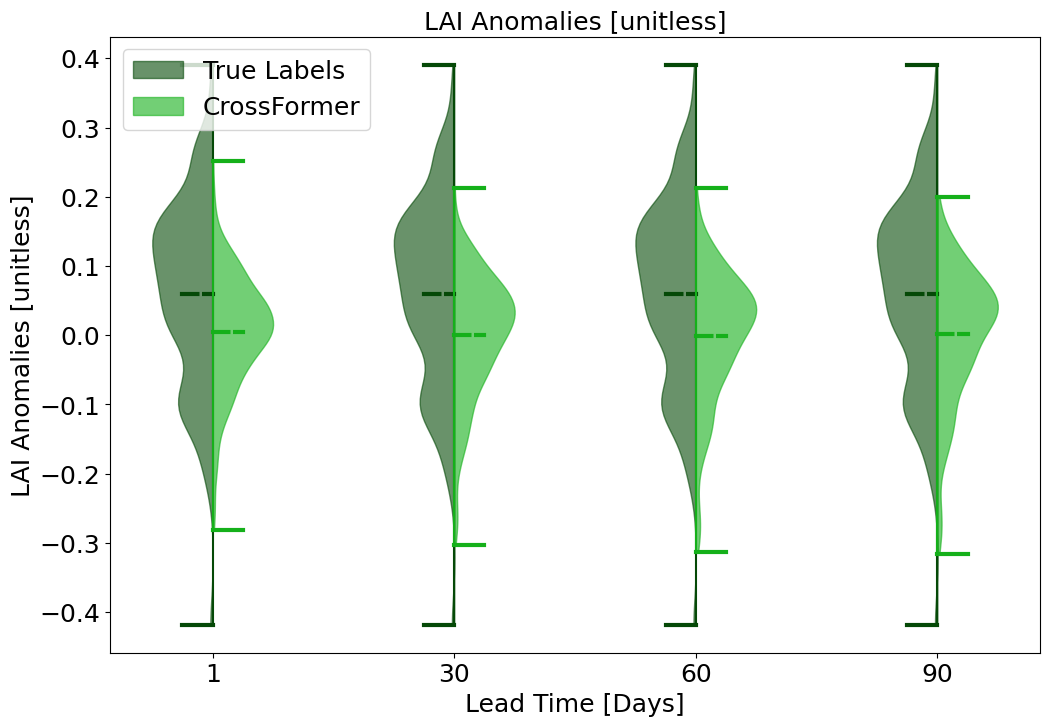 LAI Anomalies [unitless]
True Labels
CrossFormer
LAI Anomalies [unitless]
0.4
0.3
0.2
0.1
0.0
−0.1
−0.2
−0.3
−0.4
1 30 60 90
Lead Time [Days]